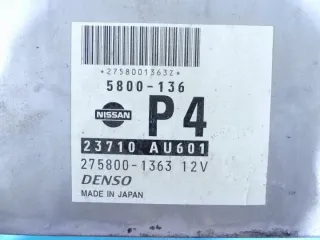 *2758001363Z*
5800-136
NISSAN P4
23710 AU601
275800-1363 12V
DENSO
MADE IN JAPAN